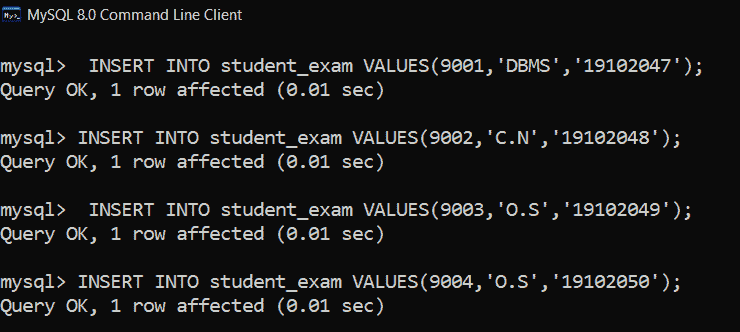 MySQL 8.0 Command Line Client
mysql>  INSERT INTO student_exam VALUES(9001,'DBMS','19102047');
Query OK, 1 row affected (0.01 sec)
mysql> INSERT INTO student_exam VALUES(9002,'C.N','19102048');
Query OK, 1 row affected (0.01 sec)
mysql>  INSERT INTO student_exam VALUES(9003,'O.S','19102049');
Query OK, 1 row affected (0.01 sec)
mysql> INSERT INTO student_exam VALUES(9004,'O.S','19102050');
Query OK, 1 row affected (0.01 sec)